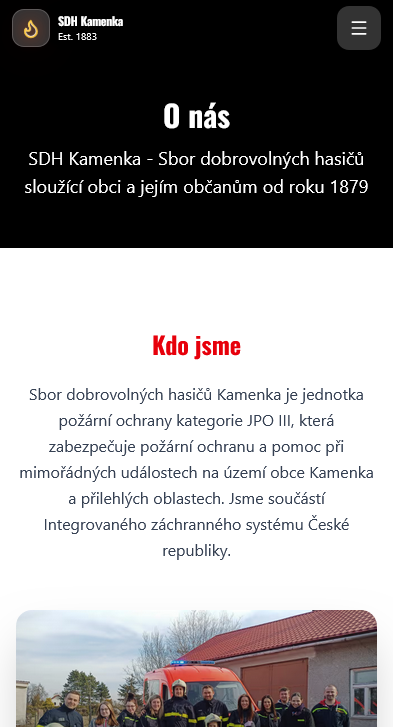 SDH Kamenka
Est. 1883
O nás
SDH Kamenka - Sbor dobrovolných hasičů
sloužící obci a jejím občanům od roku 1879
Kdo jsme
Sbor dobrovolných hasičů Kamenka je jednotka
požární ochrany kategorie JPO III, která
zabezpečuje požární ochranu a pomoc při
mimořádných událostech na území obce Kamenka
a přilehlých oblastech. Jsme součástí
Integrovaného záchranného systému České
republiky.